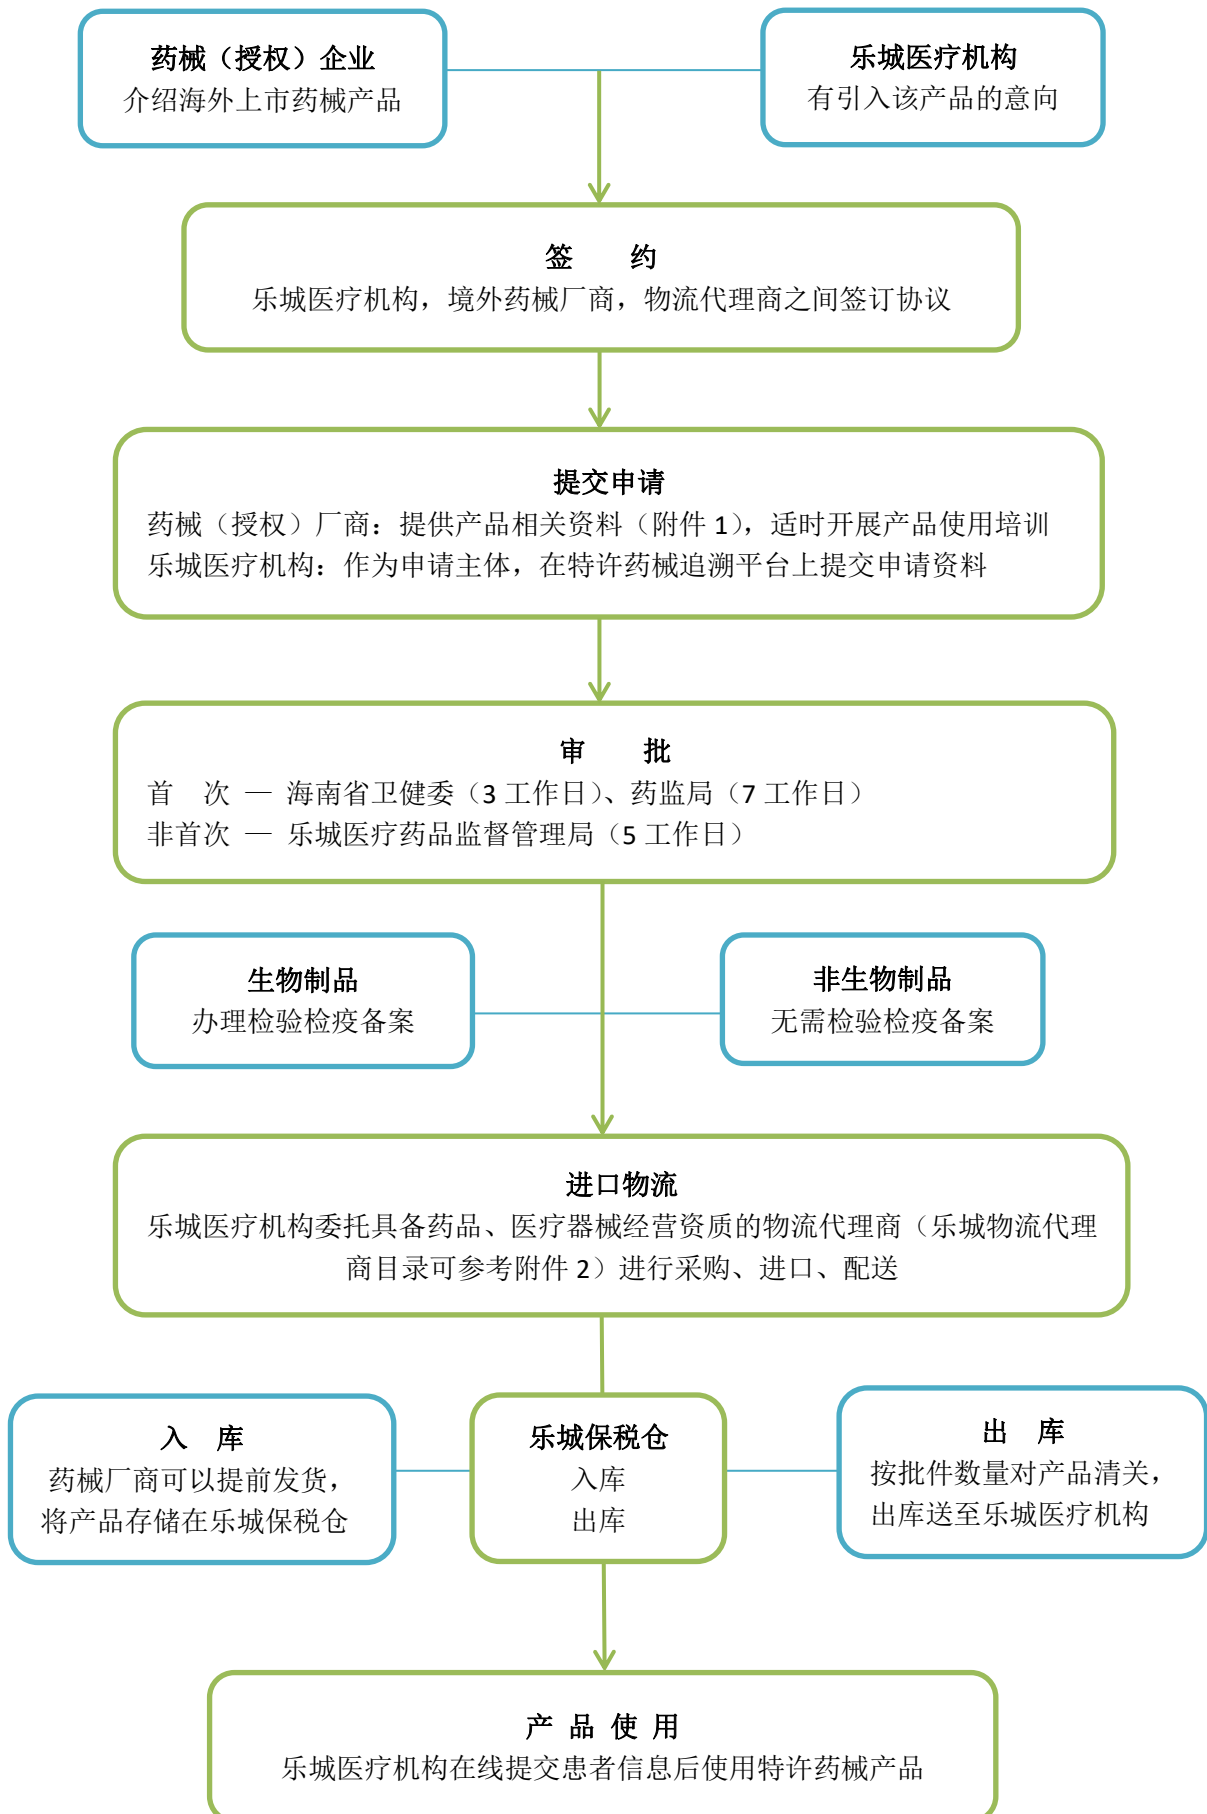 药械（授权）企业
介绍海外上市药械产品
乐城医疗机构
有引入该产品的意向
签　　约
乐城医疗机构，境外药械厂商，物流代理商之间签订协议
提交申请
药械（授权）厂商：提供产品相关资料（附件 1），适时开展产品使用培训
乐城医疗机构：作为申请主体，在特许药械追溯平台上提交申请资料
审　　批
首　次 — 海南省卫健委（3 工作日）、药监局（7 工作日）
非首次 — 乐城医疗药品监督管理局（5 工作日）
生物制品
办理检验检疫备案
非生物制品
无需检验检疫备案
进口物流
乐城医疗机构委托具备药品、医疗器械经营资质的物流代理商（乐城物流代理
商目录可参考附件 2）进行采购、进口、配送
入　库
药械厂商可以提前发货，
将产品存储在乐城保税仓
乐城保税仓
入库
出库
出　库
按批件数量对产品清关，
出库送至乐城医疗机构
产 品 使 用
乐城医疗机构在线提交患者信息后使用特许药械产品